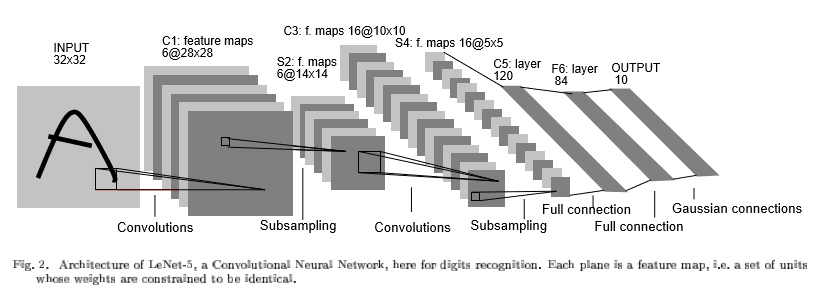 INPUT
32x32
C1: feature maps
6@28x28
S2: f. maps
6@14x14
C3: f. maps 16@10x10
S4: f. maps 16@5x5
C5: layer
120
F6: layer
84
OUTPUT
10
Convolutions
Subsampling
Convolutions
Subsampling
Full connection
Full connection
Gaussian connections
Fig. 2. Architecture of LeNet-5, a Convolutional Neural Network, here for digits recognition. Each plane is a feature map, i.e. a set of units
whose weights are constrained to be identical.
A